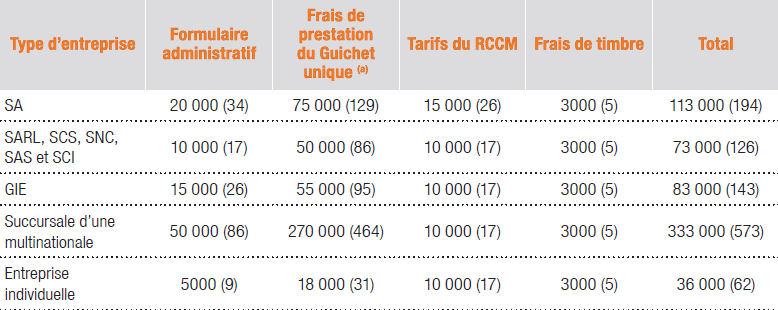 Type d'entreprise
Formulaire
administratif
Frais de
prestation
du Guichet
unique (a)
Tarifs du RCCM
Frais de timbre
Total
SA
20 000 (34)
75 000 (129)
15 000 (26)
3000 (5)
113 000 (194)
SARL, SCS, SNC,
SAS et SCI
10 000 (17)
50 000 (86)
10 000 (17)
3000 (5)
73 000 (126)
GIE
15 000 (26)
55 000 (95)
10 000 (17)
3000 (5)
83 000 (143)
Succursale d'une
multinationale
50 000 (86)
270 000 (464)
10 000 (17)
3000 (5)
333 000 (573)
Entreprise
individuelle
5000 (9)
18 000 (31)
10 000 (17)
3000 (5)
36 000 (62)